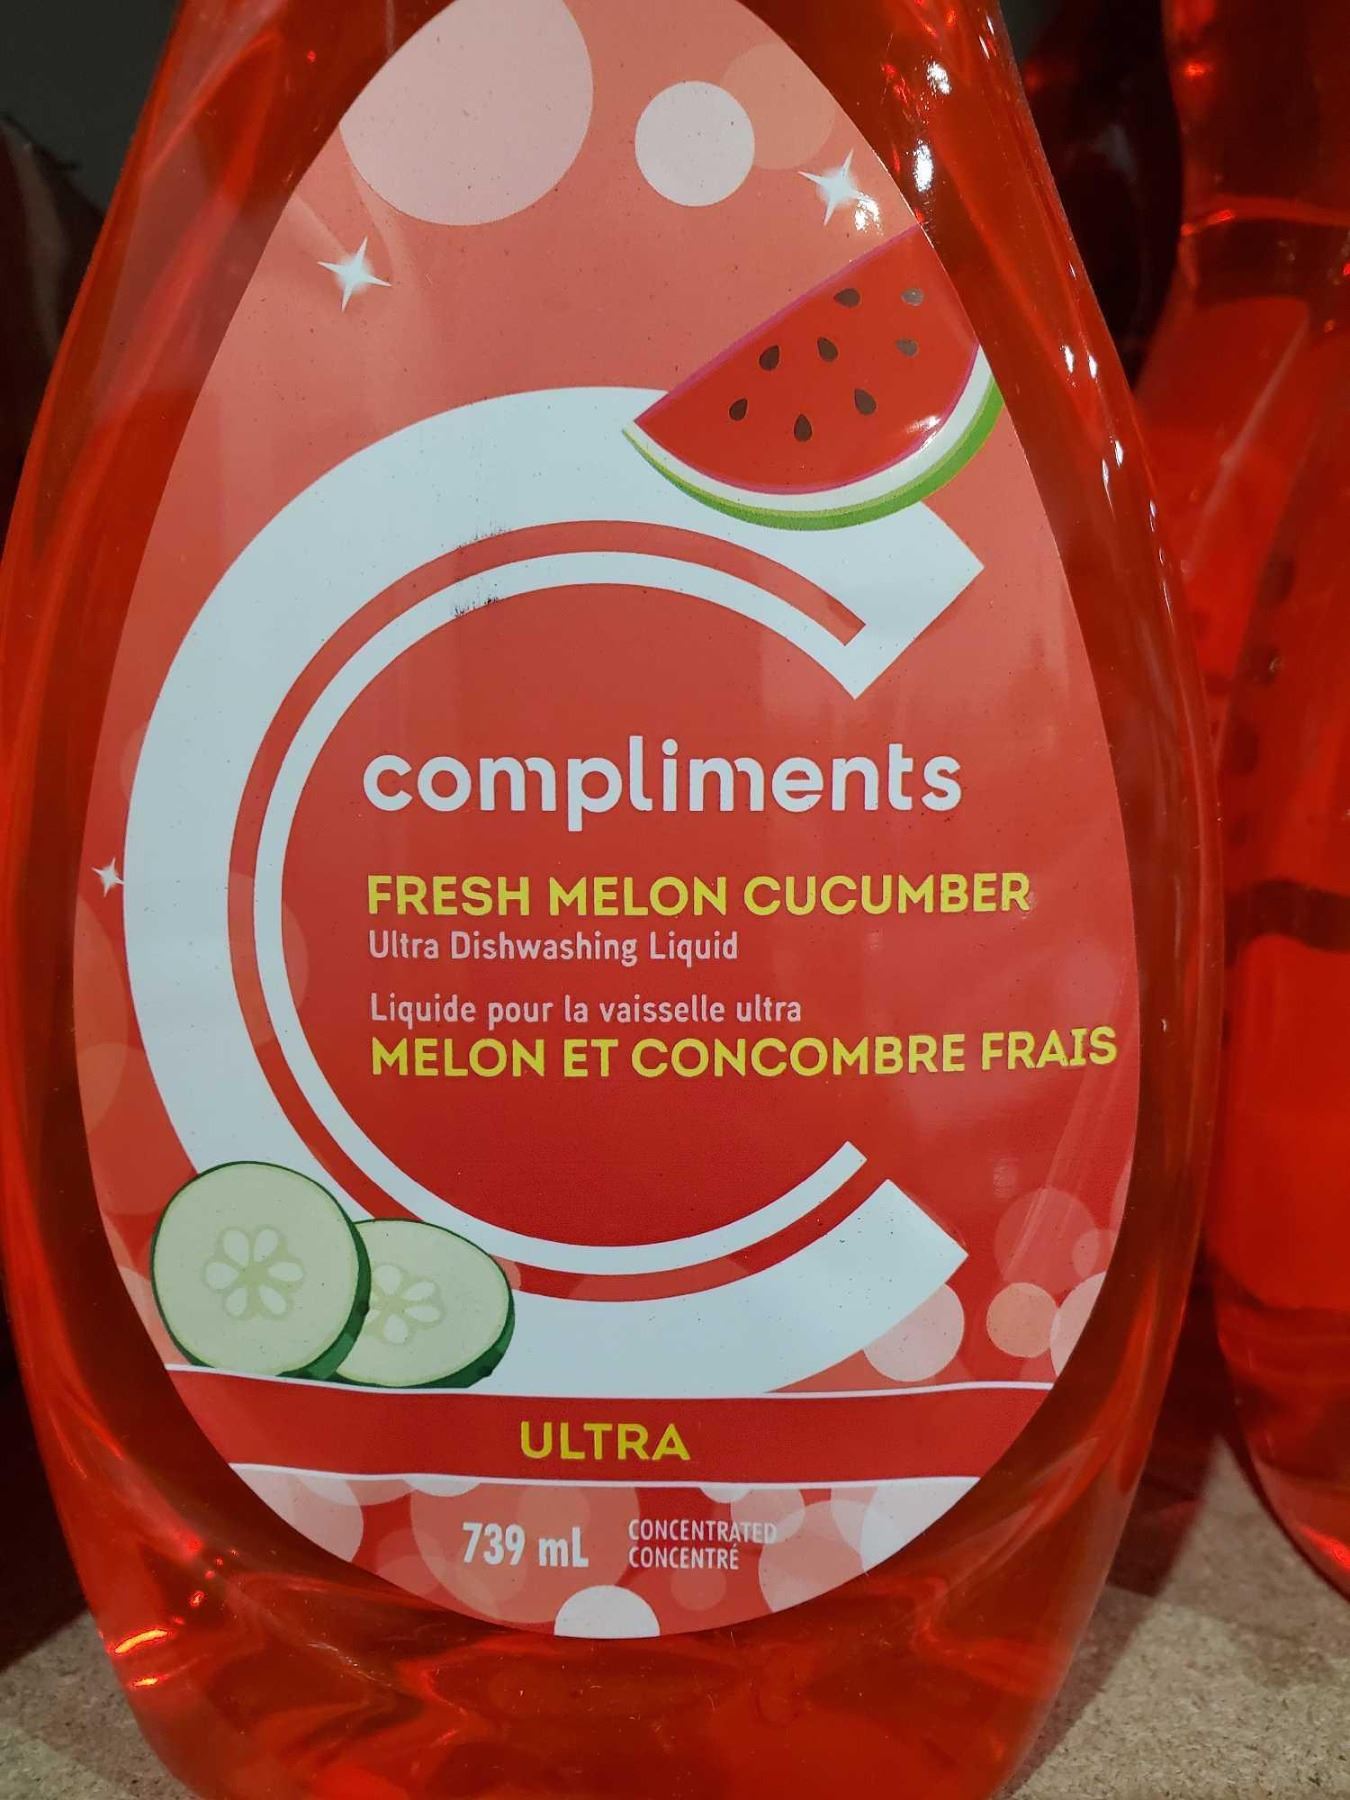 compliments
FRESH MELON CUCUMBER
Ultra Dishwashing Liquid
Liquide pour la vaisselle ultra
MELON ET CONCOMBRE FRAIS
ULTRA
739 mL CONCENTRATED
CONCENTRÉ